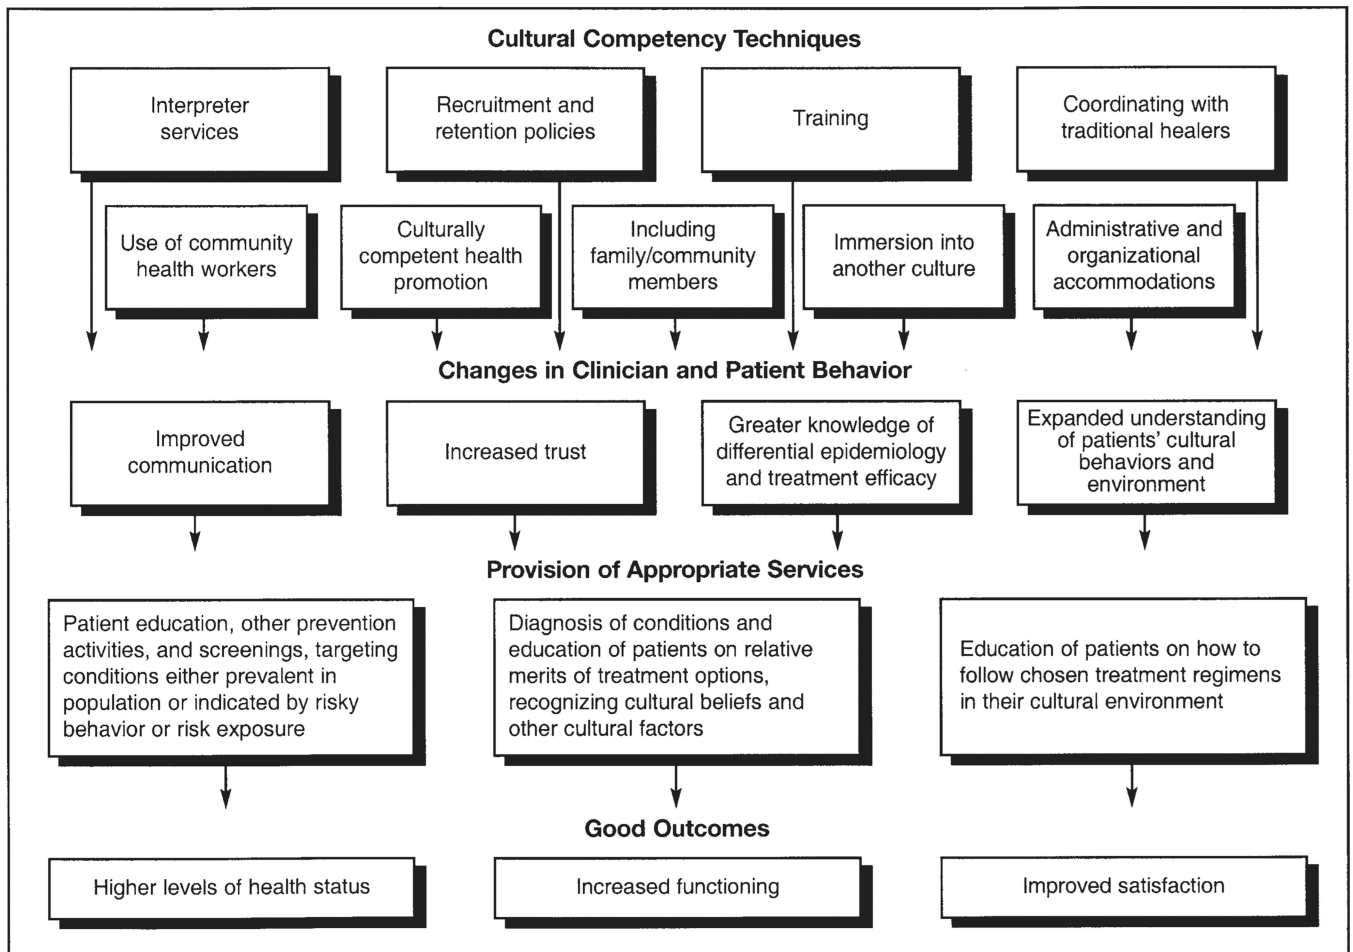 Cultural Competency Techniques
Interpreter
services
Recruitment and
retention policies
Training
Coordinating with
traditional healers
Use of community
health workers
Culturally
competent health
promotion
Including
family/community
members
Immersion into
another culture
Administrative and
organizational
accommodations
Changes in Clinician and Patient Behavior
Improved
communication
Increased trust
Greater knowledge of
differential epidemiology
and treatment efficacy
Expanded understanding
of patients' cultural
behaviors and
environment
Provision of Appropriate Services
Patient education, other prevention
activities, and screenings, targeting
conditions either prevalent in
population or indicated by risky
behavior or risk exposure
Diagnosis of conditions and
education of patients on relative
merits of treatment options,
recognizing cultural beliefs and
other cultural factors
Education of patients on how to
follow chosen treatment regimens
in their cultural environment
Good Outcomes
Higher levels of health status
Increased functioning
Improved satisfaction